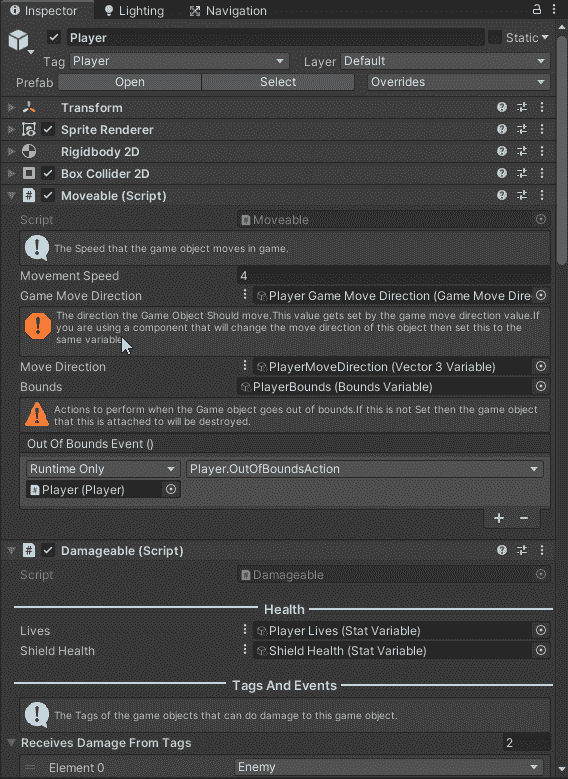 Inspector Lighting Navigation
Player Static
Tag Player Layer Default
Prefab Open Select Overrides
Transform
Sprite Renderer
Rigidbody 2D
Box Collider 2D
# Moveable (Script)
Script # Moveable
The Speed that the game object moves in game.
Movement Speed 4
Game Move Direction Player Game Move Direction (Game Move Dire
The direction the Game Object Should move.This value gets set by the game move direction value.If
you are using a component that will change the move direction of this object then set this to the
same variable
Move Direction PlayerMoveDirection (Vector 3 Variable)
Bounds PlayerBounds (Bounds Variable)
Actions to perform when the Game object goes out of bounds.If this is not Set then the game object
that this is attached to will be destroyed.
Out Of Bounds Event ()
Runtime Only Player.OutOfBoundsAction
# Player (Player)
+ −
# Damageable (Script)
Script # Damageable
Health
Lives Player Lives (Stat Variable)
Shield Health Shield Health (Stat Variable)
Tags And Events
The Tags of the game objects that can do damage to this game object.
Receives Damage From Tags 2
= Element 0 Enemy